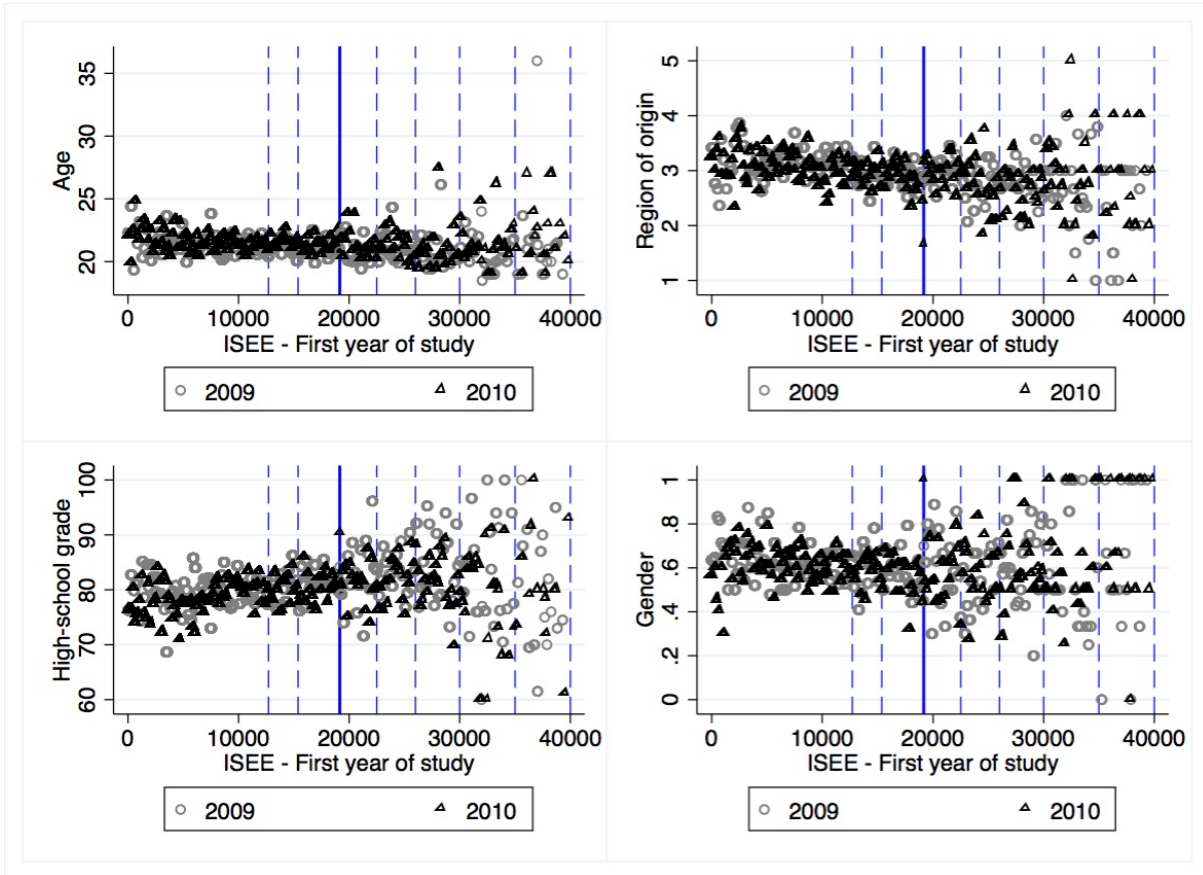 Age
35
30
25
20
0 10000 20000 30000 40000
ISEE - First year of study
2009 2010
Region of origin
5
4
3
2
1
0 10000 20000 30000 40000
ISEE - First year of study
2009 2010
High-school grade
100
90
80
70
60
0 10000 20000 30000 40000
ISEE - First year of study
2009 2010
Gender
1
.8
.6
.4
.2
0
0 10000 20000 30000 40000
ISEE - First year of study
2009 2010